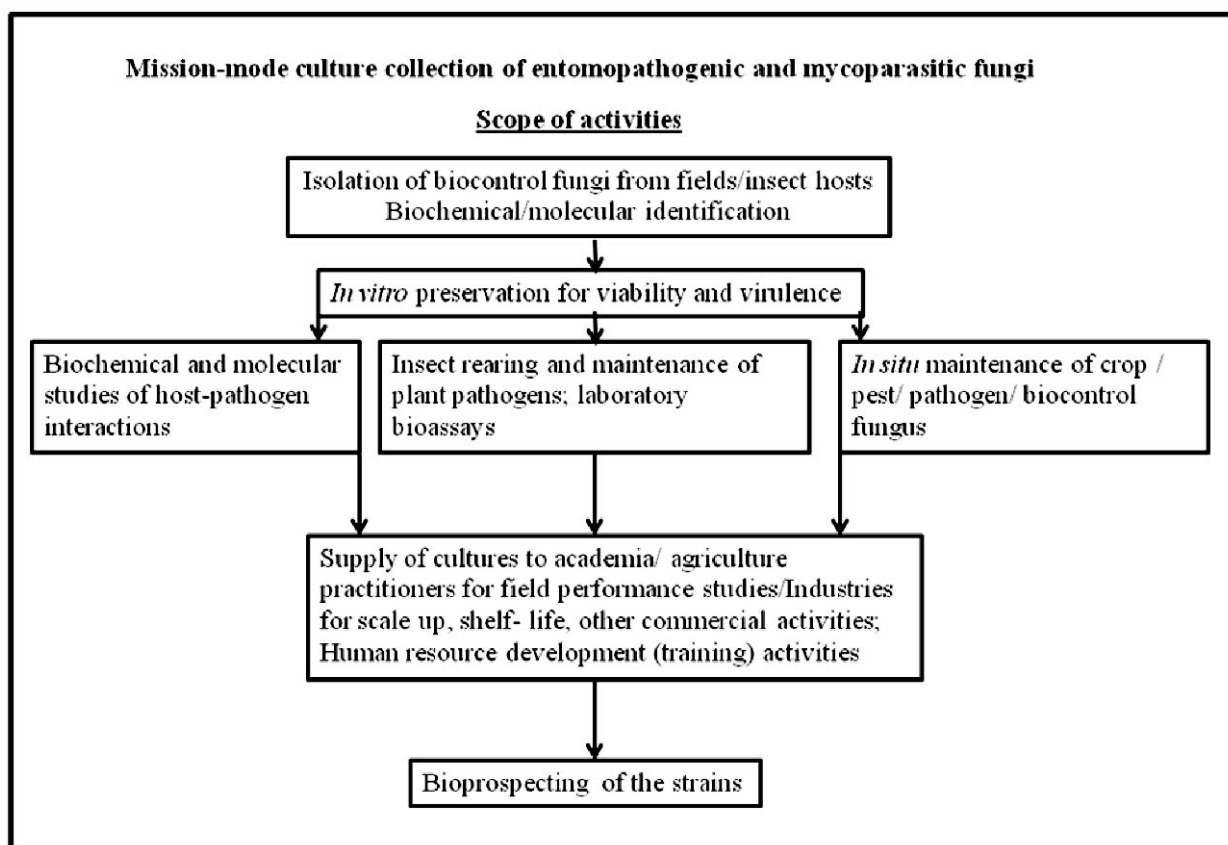 Mission-mode culture collection of entomopathogenic and mycoparasitic fungi
Scope of activities
Isolation of biocontrol fungi from fields/insect hosts
Biochemical/molecular identification
In vitro preservation for viability and virulence
Biochemical and molecular
studies of host-pathogen
interactions
Insect rearing and maintenance of
plant pathogens; laboratory
bioassays
In situ maintenance of crop /
pest/ pathogen/ biocontrol
fungus
Supply of cultures to academia/ agriculture
practitioners for field performance studies/Industries
for scale up, shelf- life, other commercial activities;
Human resource development (training) activities
Bioprospecting of the strains